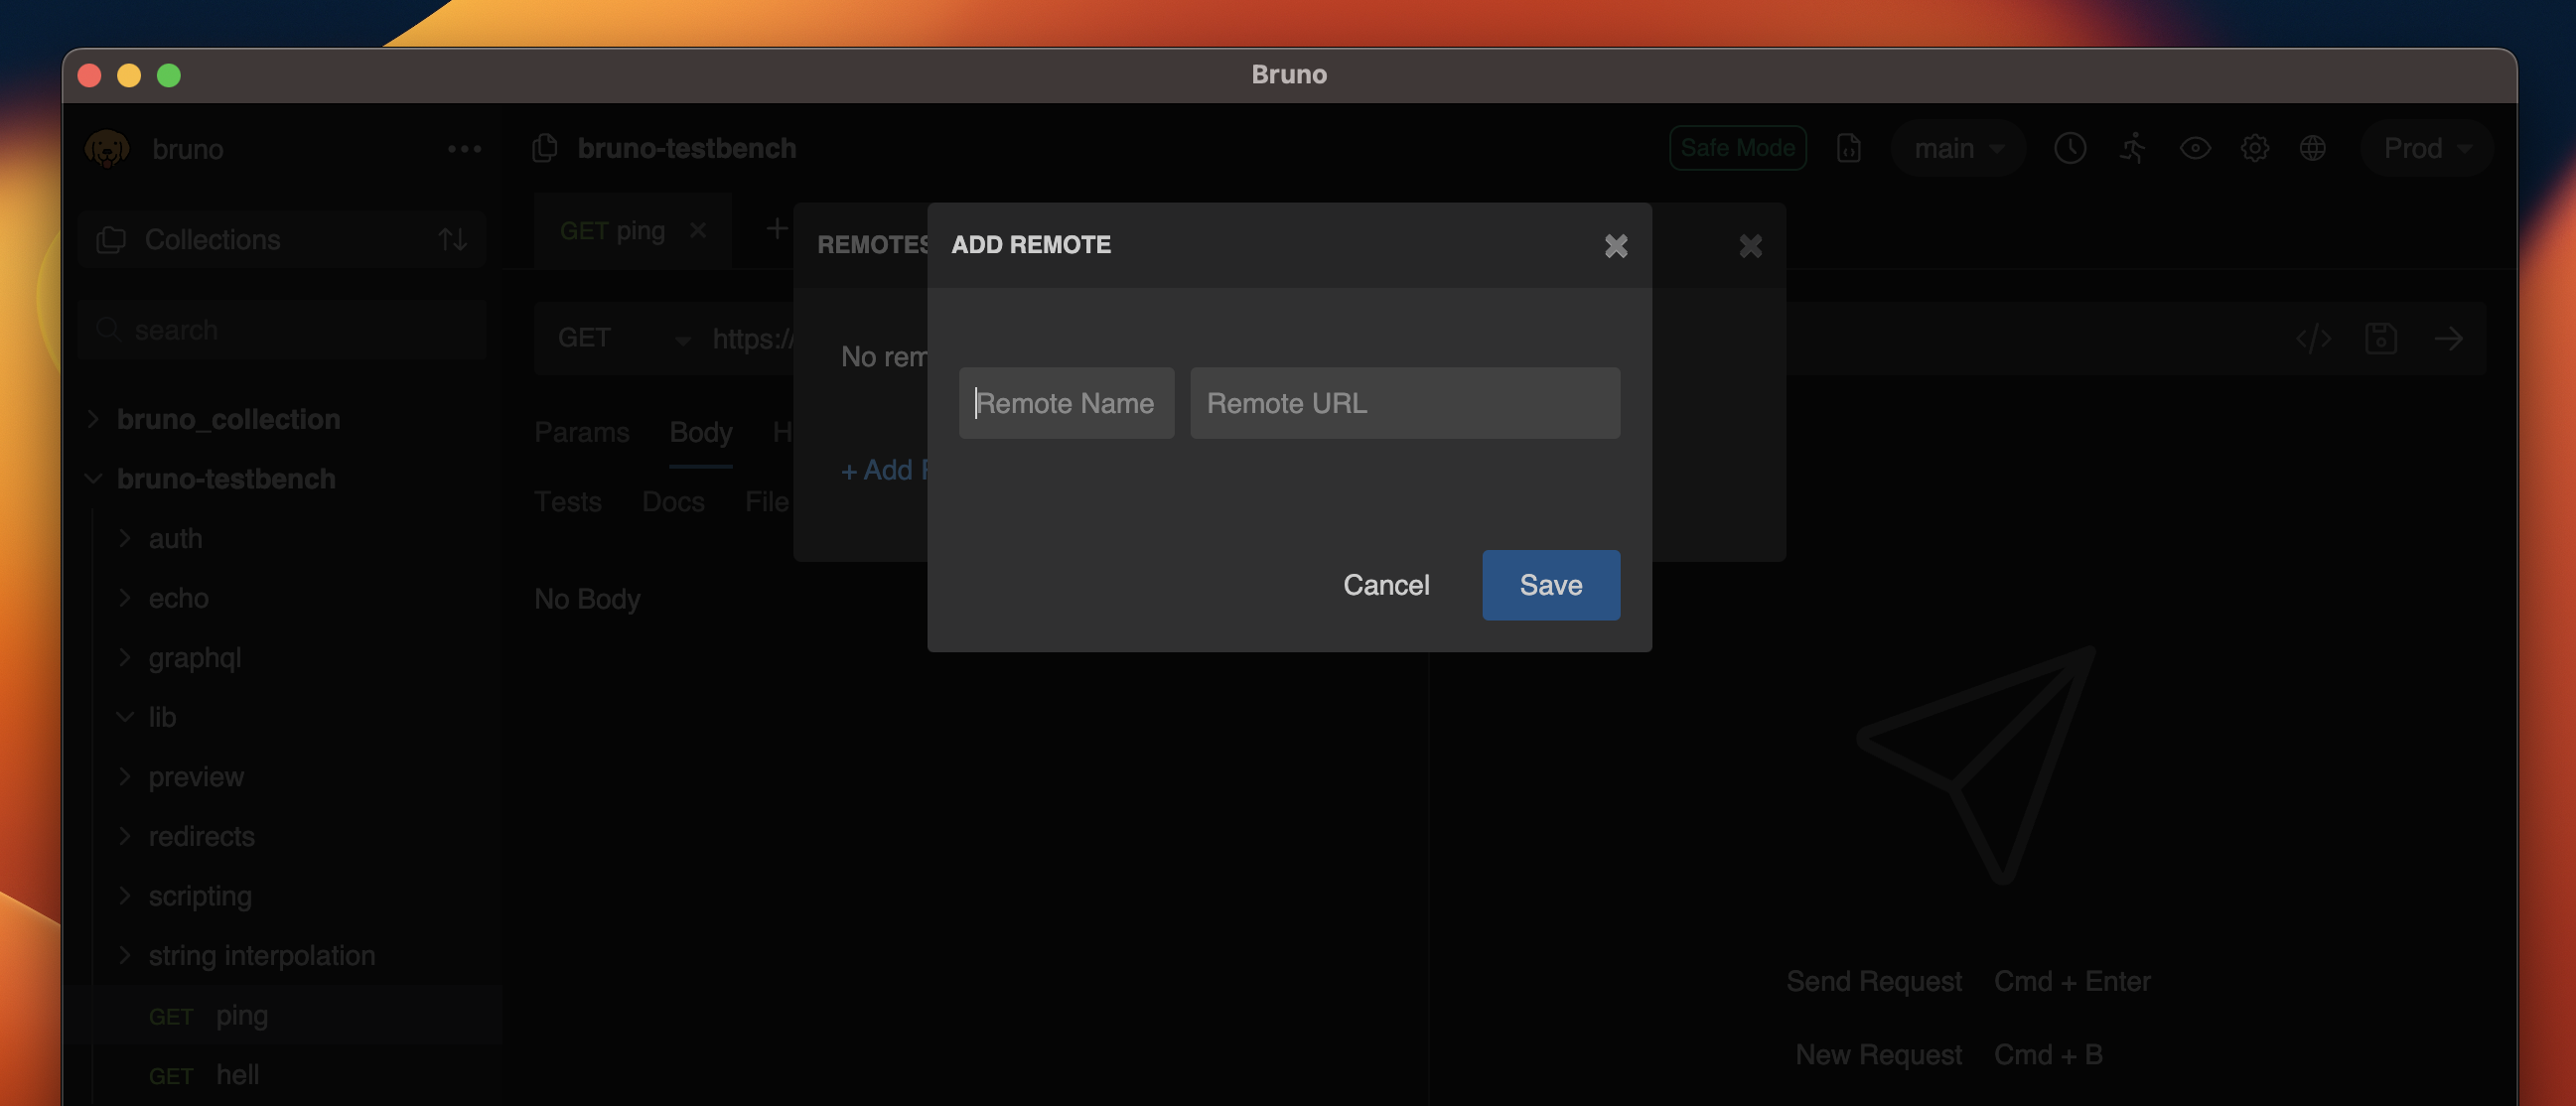 Bruno
bruno
bruno-testbench
Safe Mode
main
Prod
Collections
GET ping
REMOTES
ADD REMOTE
search
GET
https://
No rem
Remote Name
Remote URL
bruno_collection
Params
Body
bruno-testbench
+ Add
Tests
Docs
File
auth
Cancel
Save
echo
No Body
graphql
lib
preview
redirects
scripting
string interpolation
Send Request Cmd + Enter
GET ping
New Request Cmd + B
GET hell